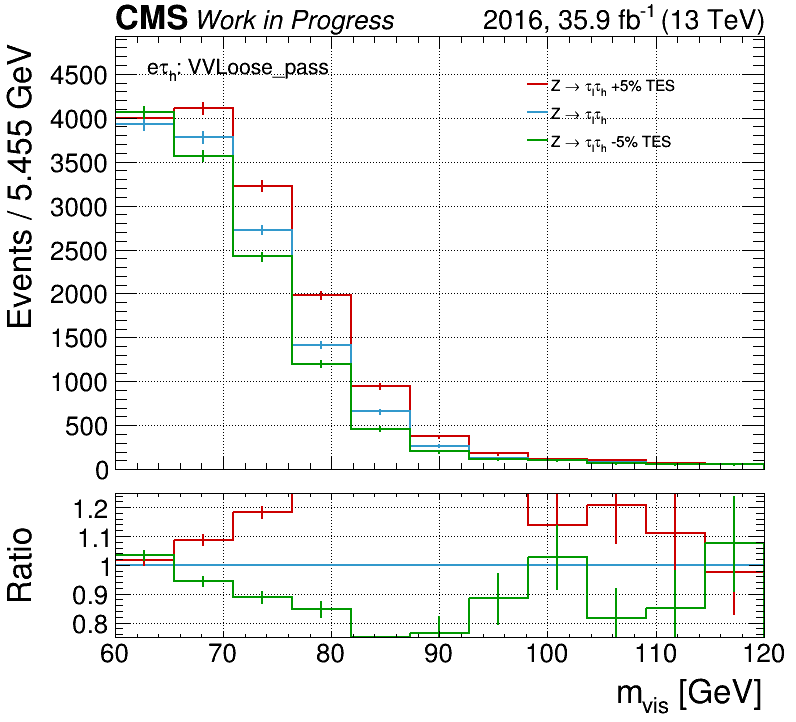 CMS Work in Progress 2016, 35.9 fb⁻¹ (13 TeV)
eτₕ: VVLoose_pass
Z → τₗτₕ +5% TES
Z → τₗτₕ
Z → τₗτₕ -5% TES
Events / 5.455 GeV
4500
4000
3500
3000
2500
2000
1500
1000
500
0
Ratio
1.2
1.1
1
0.9
0.8
60 70 80 90 100 110 120
m_vis [GeV]